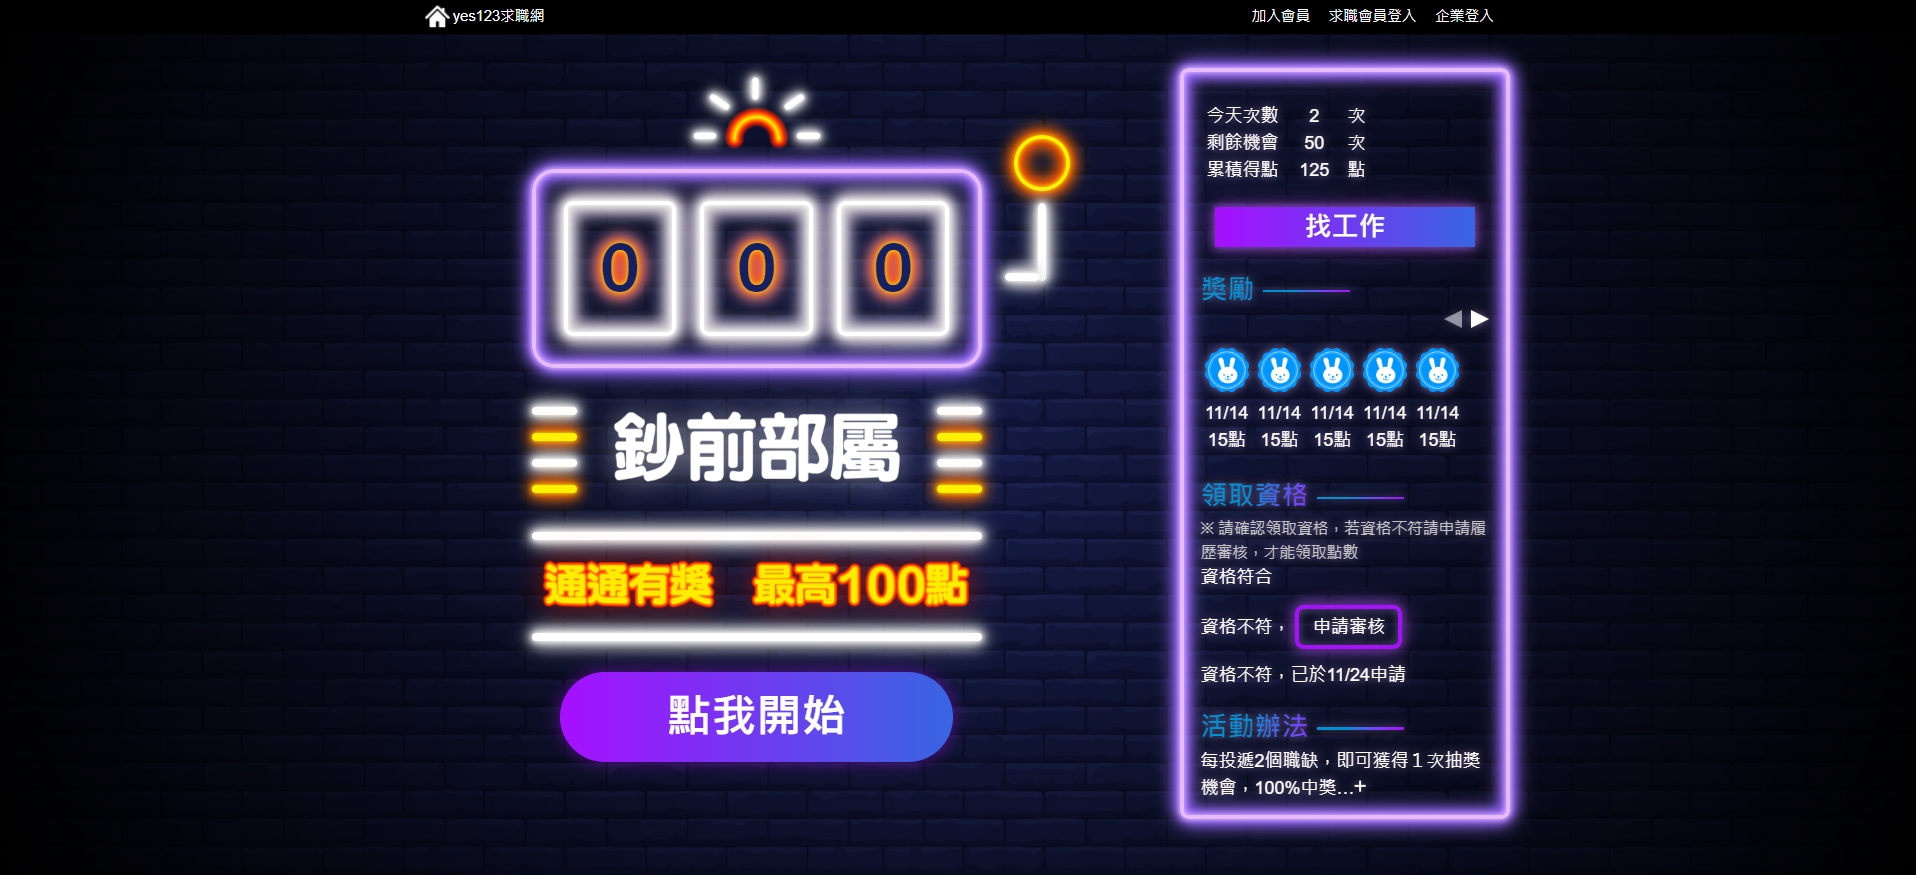 yes123求職網
加入會員 求職會員登入 企業登入
0 0 0
鈔前部屬
通通有獎 最高100點
點我開始
今天次數 2 次
剩餘機會 50 次
累積得點 125 點
找工作
獎勵
11/14 11/14 11/14 11/14 11/14
15點 15點 15點 15點 15點
領取資格
※ 請確認領取資格，若資格不符請申請履
歷審核，才能領取點數
資格符合
資格不符， 申請審核
資格不符，已於11/24申請
活動辦法
每投遞2個職缺，即可獲得１次抽獎
機會，100%中獎...+